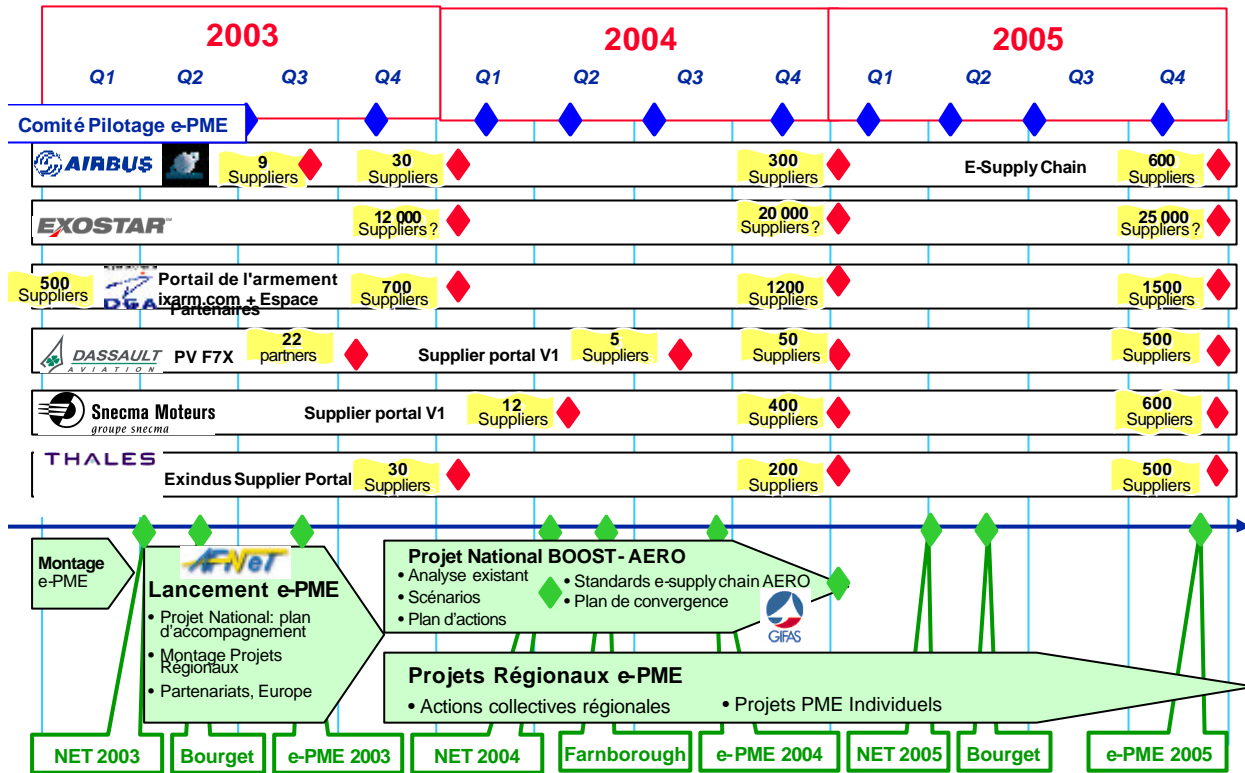 2003
2004
2005
Q1 Q2 Q3 Q4 Q1 Q2 Q3 Q4 Q1 Q2 Q3 Q4
Comité Pilotage e-PME
AIRBUS
9
Suppliers
30
Suppliers
300
Suppliers
E-Supply Chain
600
Suppliers
EXOSTAR
12 000
Suppliers ?
20 000
Suppliers ?
25 000
Suppliers ?
500
Suppliers
DGA
Portail de l'armement
ixarm.com + Espace
Partenaires
700
Suppliers
1200
Suppliers
1500
Suppliers
DASSAULT
AVIATION
PV F7X
22
partners
Supplier portal V1
5
Suppliers
50
Suppliers
500
Suppliers
Snecma Moteurs
groupe snecma
Supplier portal V1
12
Suppliers
400
Suppliers
600
Suppliers
THALES
Exindus Supplier Portal
30
Suppliers
200
Suppliers
500
Suppliers
Montage
e-PME
AFNeT
Lancement e-PME
• Projet National: plan
d'accompagnement
• Montage Projets
Régionaux
• Partenariats, Europe
Projet National BOOST- AERO
• Analyse existant
• Scénarios
• Plan d'actions
• Standards e-supply chain AERO
• Plan de convergence
GIFAS
Projets Régionaux e-PME
• Actions collectives régionales
• Projets PME Individuels
NET 2003
Bourget
e-PME 2003
NET 2004
Farnborough
e-PME 2004
NET 2005
Bourget
e-PME 2005